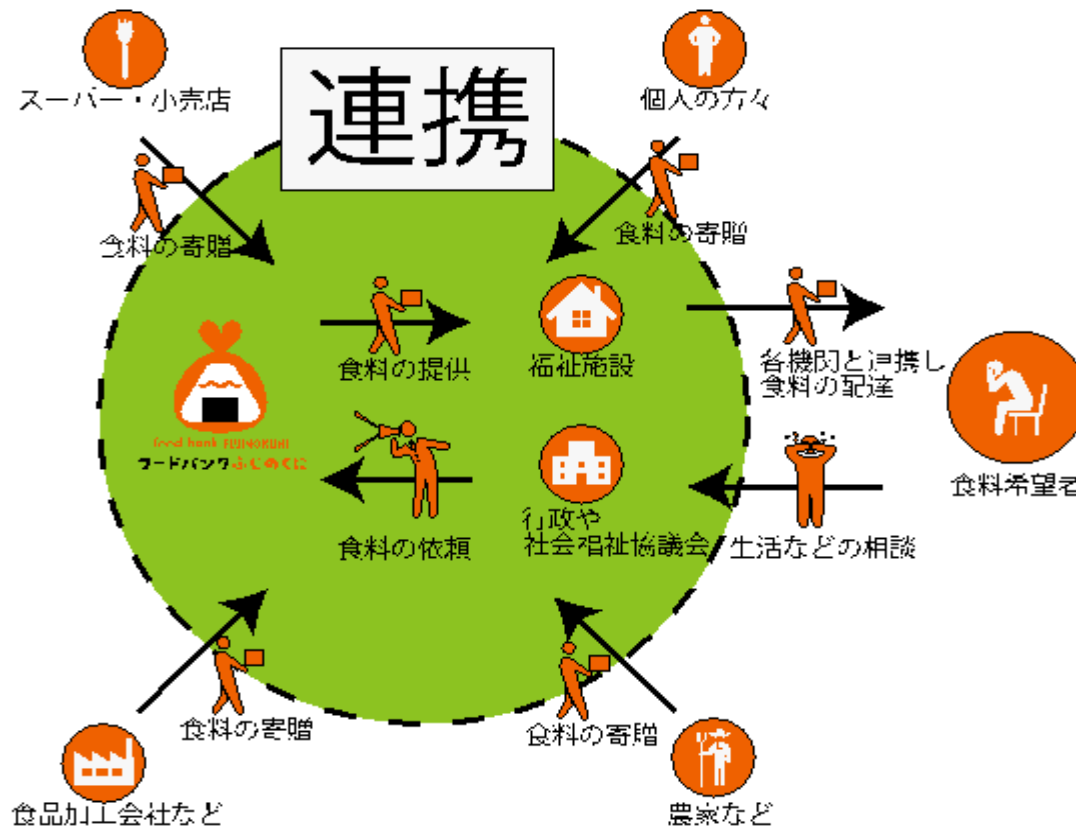 スーパー・小売店
個人の方々
連携
食料の寄贈
食料の寄贈
食料の提供
福祉施設
各機関と連携し
食料の配達
food bank FUJINOKUNI
フードバンクふじのくに
食料の依頼
行政や
社会福祉協議会
生活などの相談
食料希望者
食料の寄贈
食料の寄贈
食品加工会社など
農家など